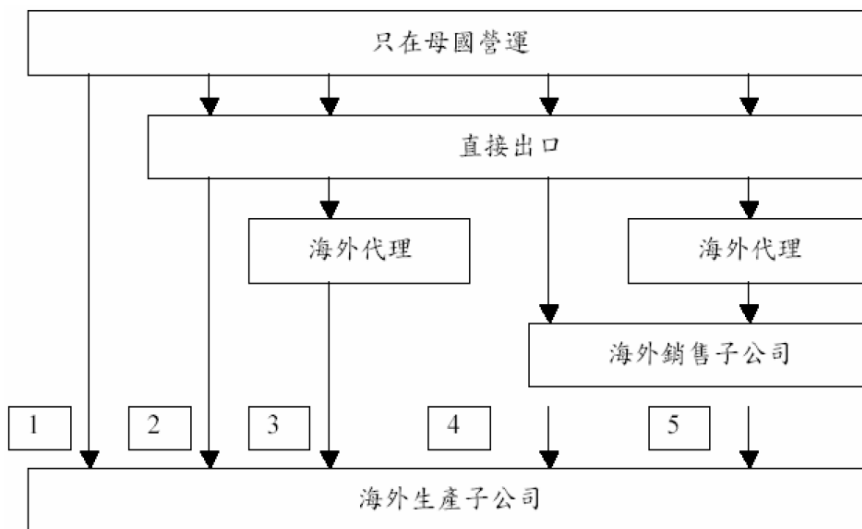 只在母國營運
直接出口
海外代理
海外代理
海外銷售子公司
1
2
3
4
5
海外生產子公司